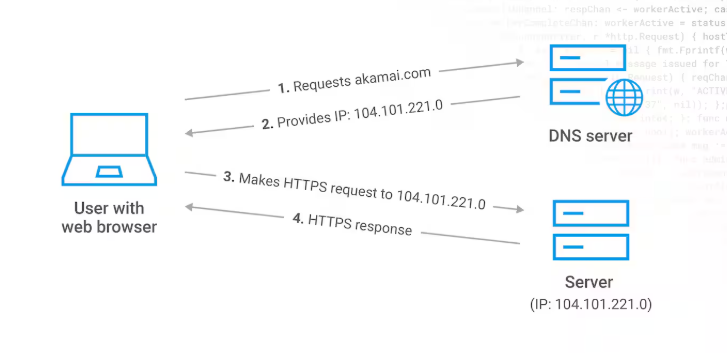 1. Requests akamai.com
2. Provides IP: 104.101.221.0
DNS server
3. Makes HTTPS request to 104.101.221.0
4. HTTPS response
User with
web browser
Server
(IP: 104.101.221.0)